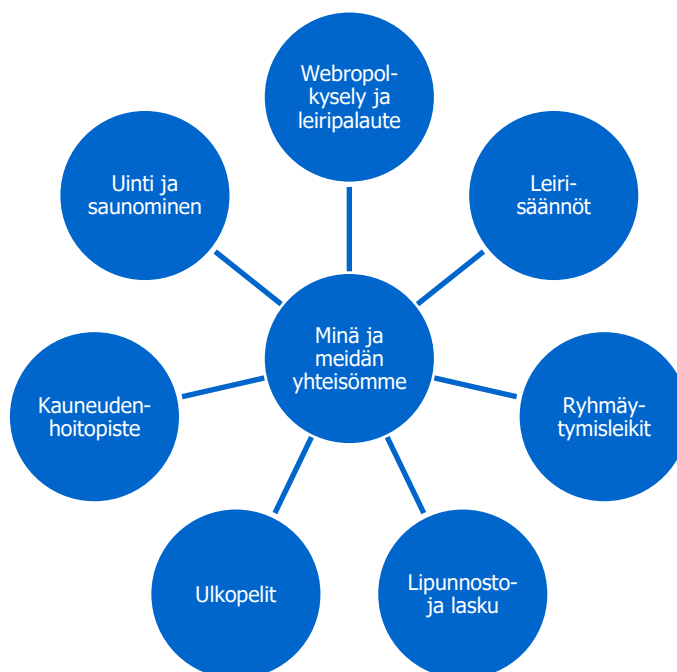 Webropol-
kysely ja
leiripalaute
Uinti ja
saunominen
Leiri-
säännöt
Minä ja
meidän
yhteisömme
Kauneuden-
hoitopiste
Ryhmäy-
tymisleikit
Ulkopelit
Lipunnosto-
ja lasku